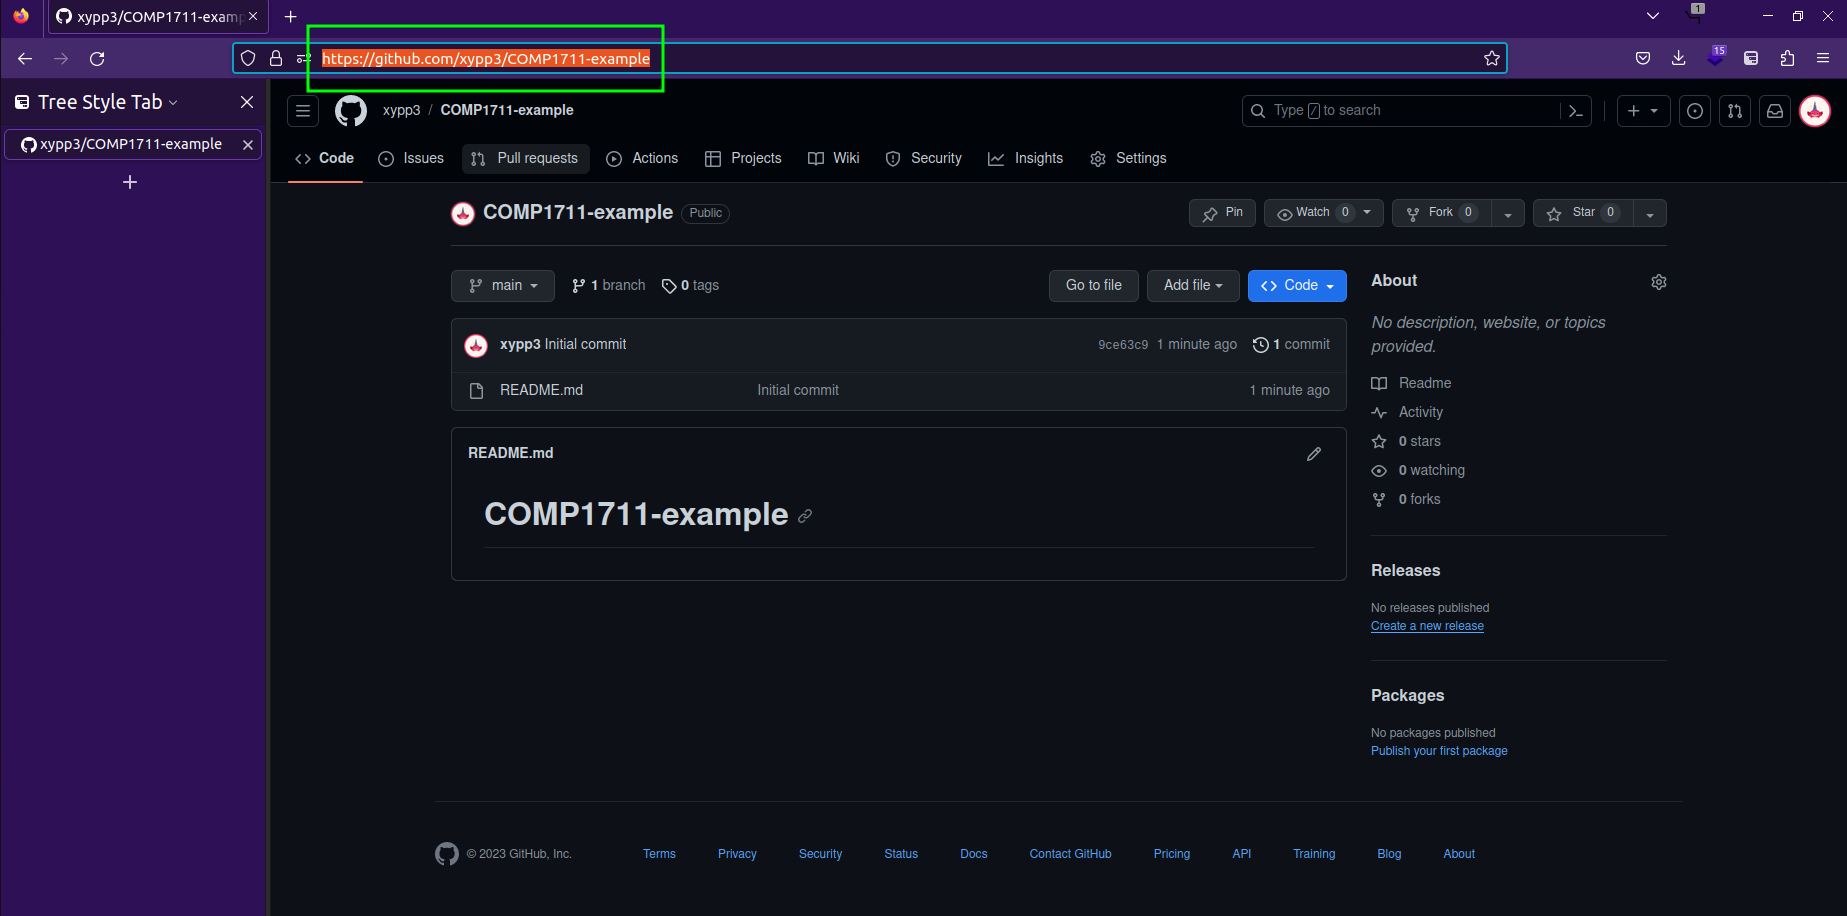 xypp3/COMP1711-exam
1
https://github.com/xypp3/COMP1711-example
15
Tree Style Tab
xypp3/COMP1711-example
xypp3 / COMP1711-example
Type / to search
Code Issues Pull requests Actions Projects Wiki Security Insights Settings
COMP1711-example Public
Pin Watch 0 Fork 0 Star 0
main 1 branch 0 tags Go to file Add file Code
xypp3 Initial commit 9ce63c9 1 minute ago 1 commit
README.md Initial commit 1 minute ago
README.md
COMP1711-example
About
No description, website, or topics
provided.
Readme
Activity
0 stars
0 watching
0 forks
Releases
No releases published
Create a new release
Packages
No packages published
Publish your first package
© 2023 GitHub, Inc. Terms Privacy Security Status Docs Contact GitHub Pricing API Training Blog About